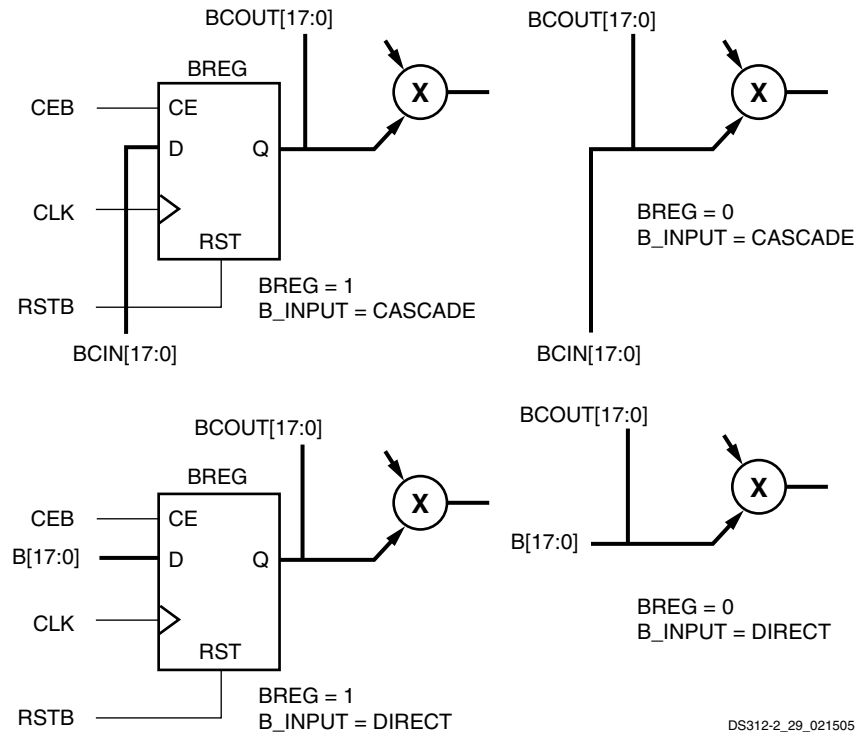 BCOUT[17:0]
BREG
CEB
CE
X
D
Q
CLK
RST
RSTB
BREG = 1
B_INPUT = CASCADE
BCIN[17:0]
BCOUT[17:0]
X
BREG = 0
B_INPUT = CASCADE
BCIN[17:0]
BCOUT[17:0]
BREG
CEB
CE
X
B[17:0]
D
Q
CLK
RST
RSTB
BREG = 1
B_INPUT = DIRECT
BCOUT[17:0]
X
B[17:0]
BREG = 0
B_INPUT = DIRECT
DS312-2_29_021505